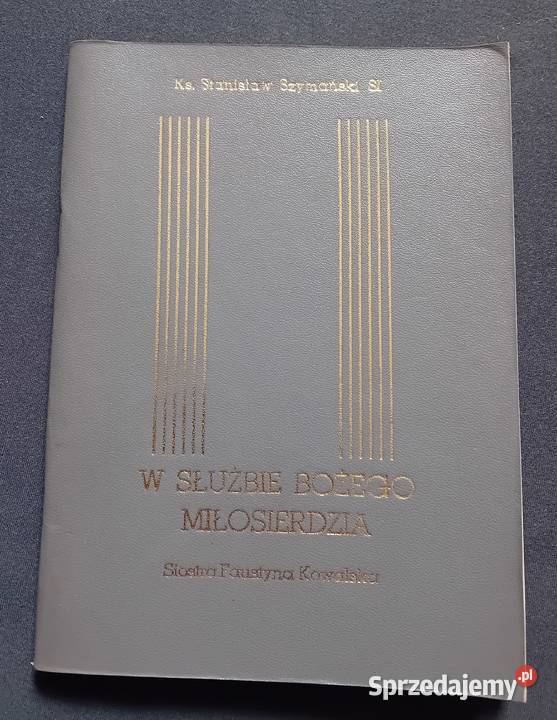 Ks. Stanisław Szymański SI
W SŁUŻBIE BOŻEGO
MIŁOSIERDZIA
Siostra Faustyna Kowalska
Sprzedajemy.pl